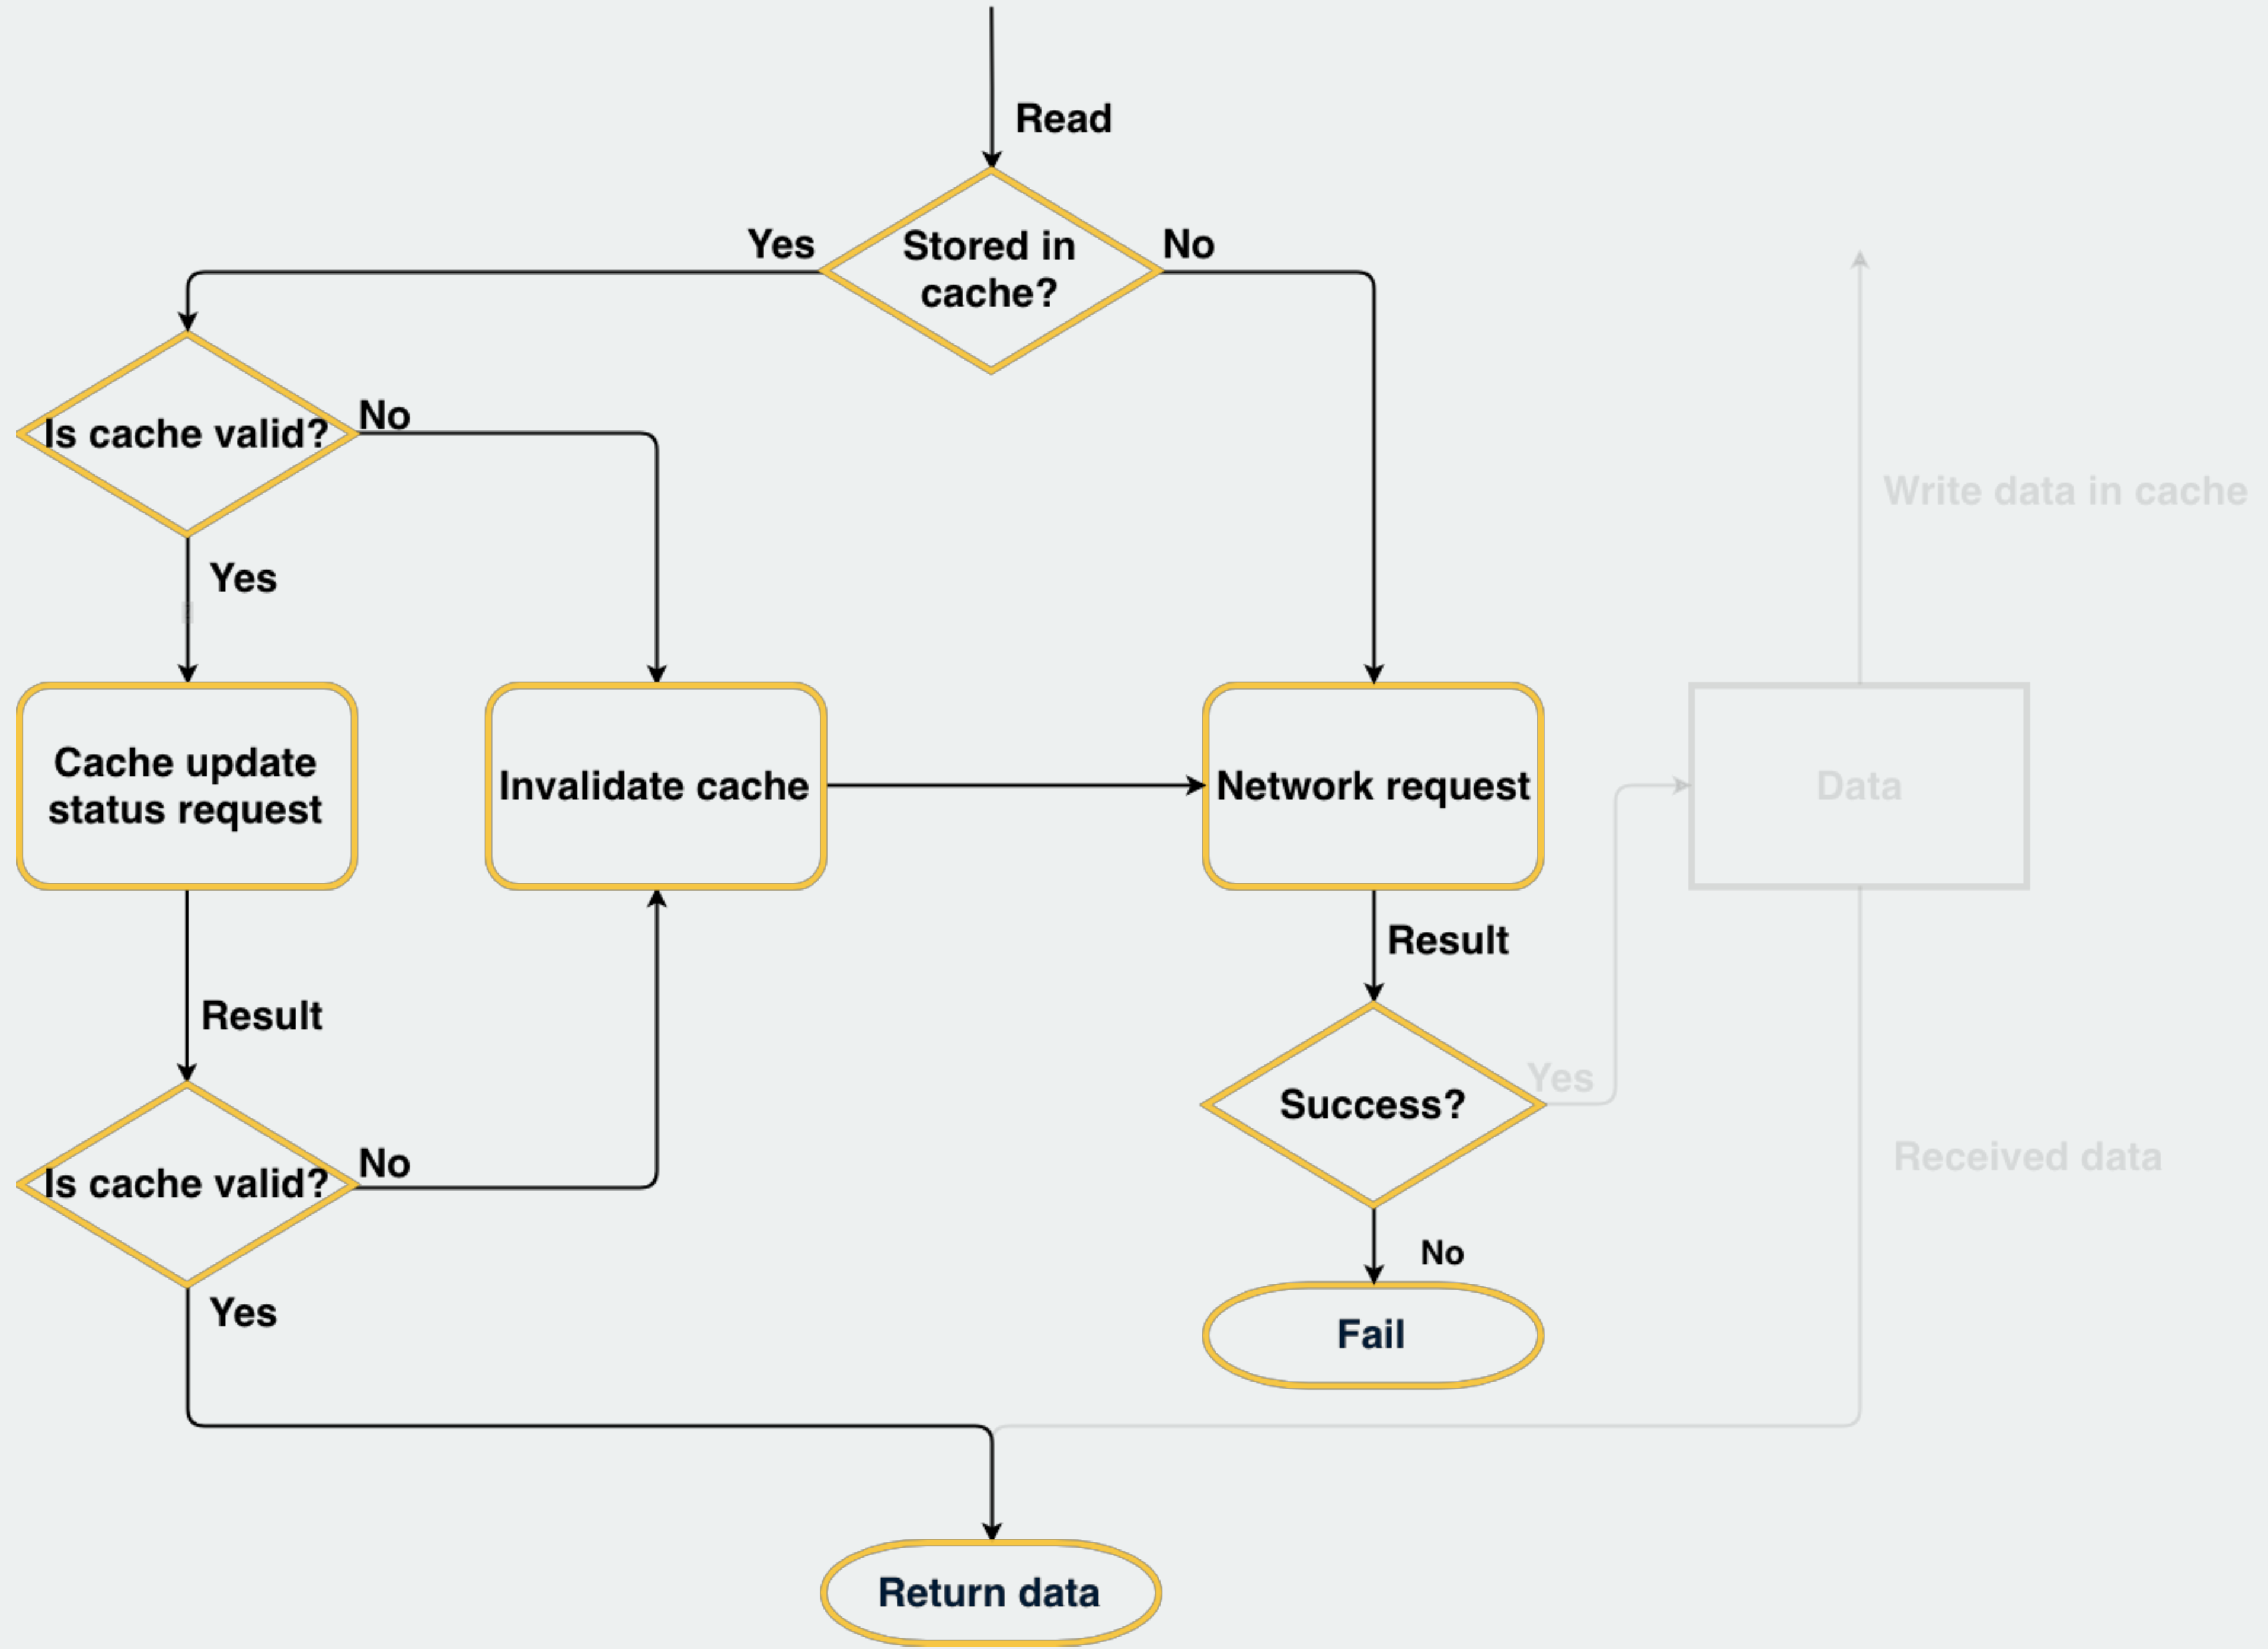 Read
Yes
Stored in
cache?
No
Is cache valid?
No
Write data in cache
Yes
Cache update
status request
Invalidate cache
Network request
Data
Result
Result
Yes
Success?
Received data
Is cache valid?
No
No
Yes
Fail
Return data